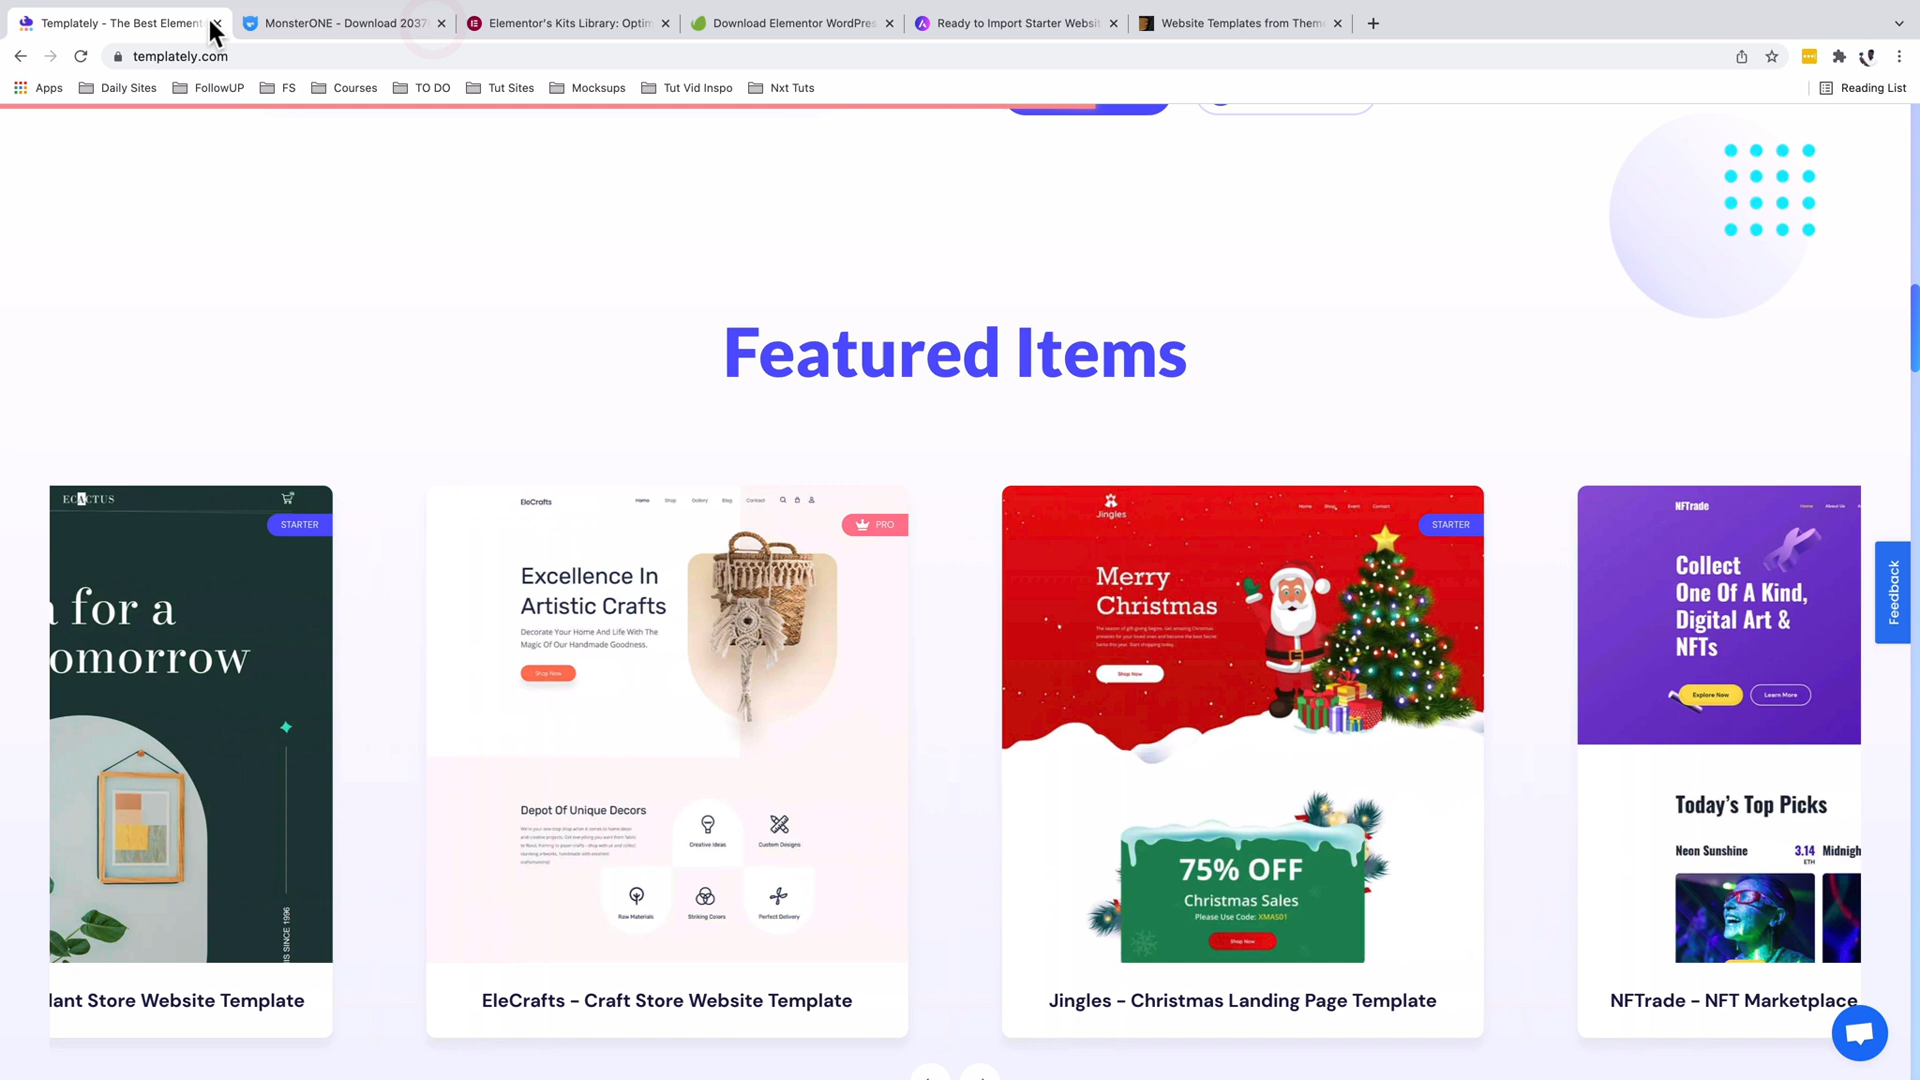 Templately - The Best Element
MonsterONE - Download 2037
Elementor's Kits Library: Optim
Download Elementor WordPres
Ready to Import Starter Websit
Website Templates from Them
templately.com
Apps
Daily Sites
FollowUP
FS
Courses
TO DO
Tut Sites
Mocksups
Tut Vid Inspo
Nxt Tuts
Reading List
Featured Items
ECACTUS
STARTER
for a
omorrow
IS SINCE 1996
lant Store Website Template
EleCrafts
Home
Shop
Gallery
Blog
Contact
PRO
Excellence In
Artistic Crafts
Decorate Your Home And Life With The
Magic Of Our Handmade Goodness.
Shop Now
Depot Of Unique Decors
Creative Ideas
Custom Designs
Raw Materials
Striking Colors
Perfect Delivery
EleCrafts - Craft Store Website Template
Jingles
Home
Shop
Event
Contact
STARTER
Merry
Christmas
Shop Now
75% OFF
Christmas Sales
Please Use Code: XMAS01
Shop Now
Jingles - Christmas Landing Page Template
NFTrade
Home
About Us
Collect
One Of A Kind,
Digital Art &
NFTs
Explore Now
Learn More
Today's Top Picks
Neon Sunshine
3.14
ETH
Midnigh
NFTrade - NFT Marketplace
Feedback